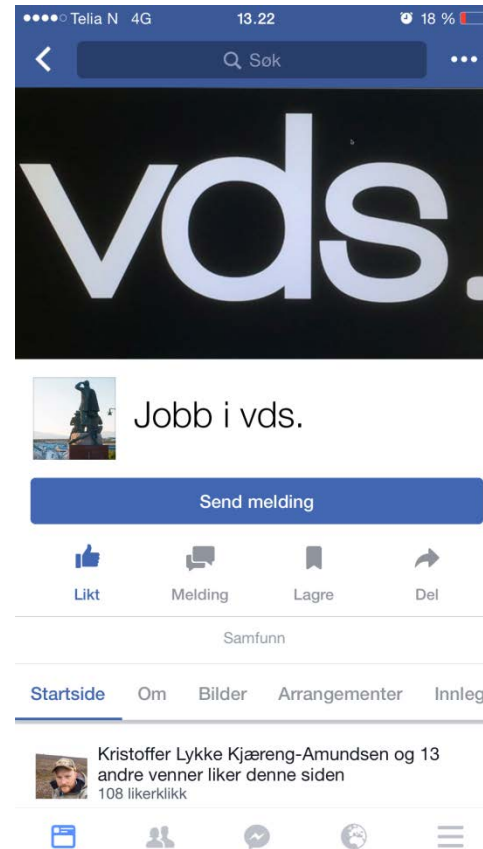 Telia N 4G 13.22 18 %
Søk
vds.
Jobb i vds.
Send melding
Likt Melding Lagre Del
Samfunn
Startside Om Bilder Arrangementer Innleg
Kristoffer Lykke Kjæreng-Amundsen og 13
andre venner liker denne siden
108 likerklikk